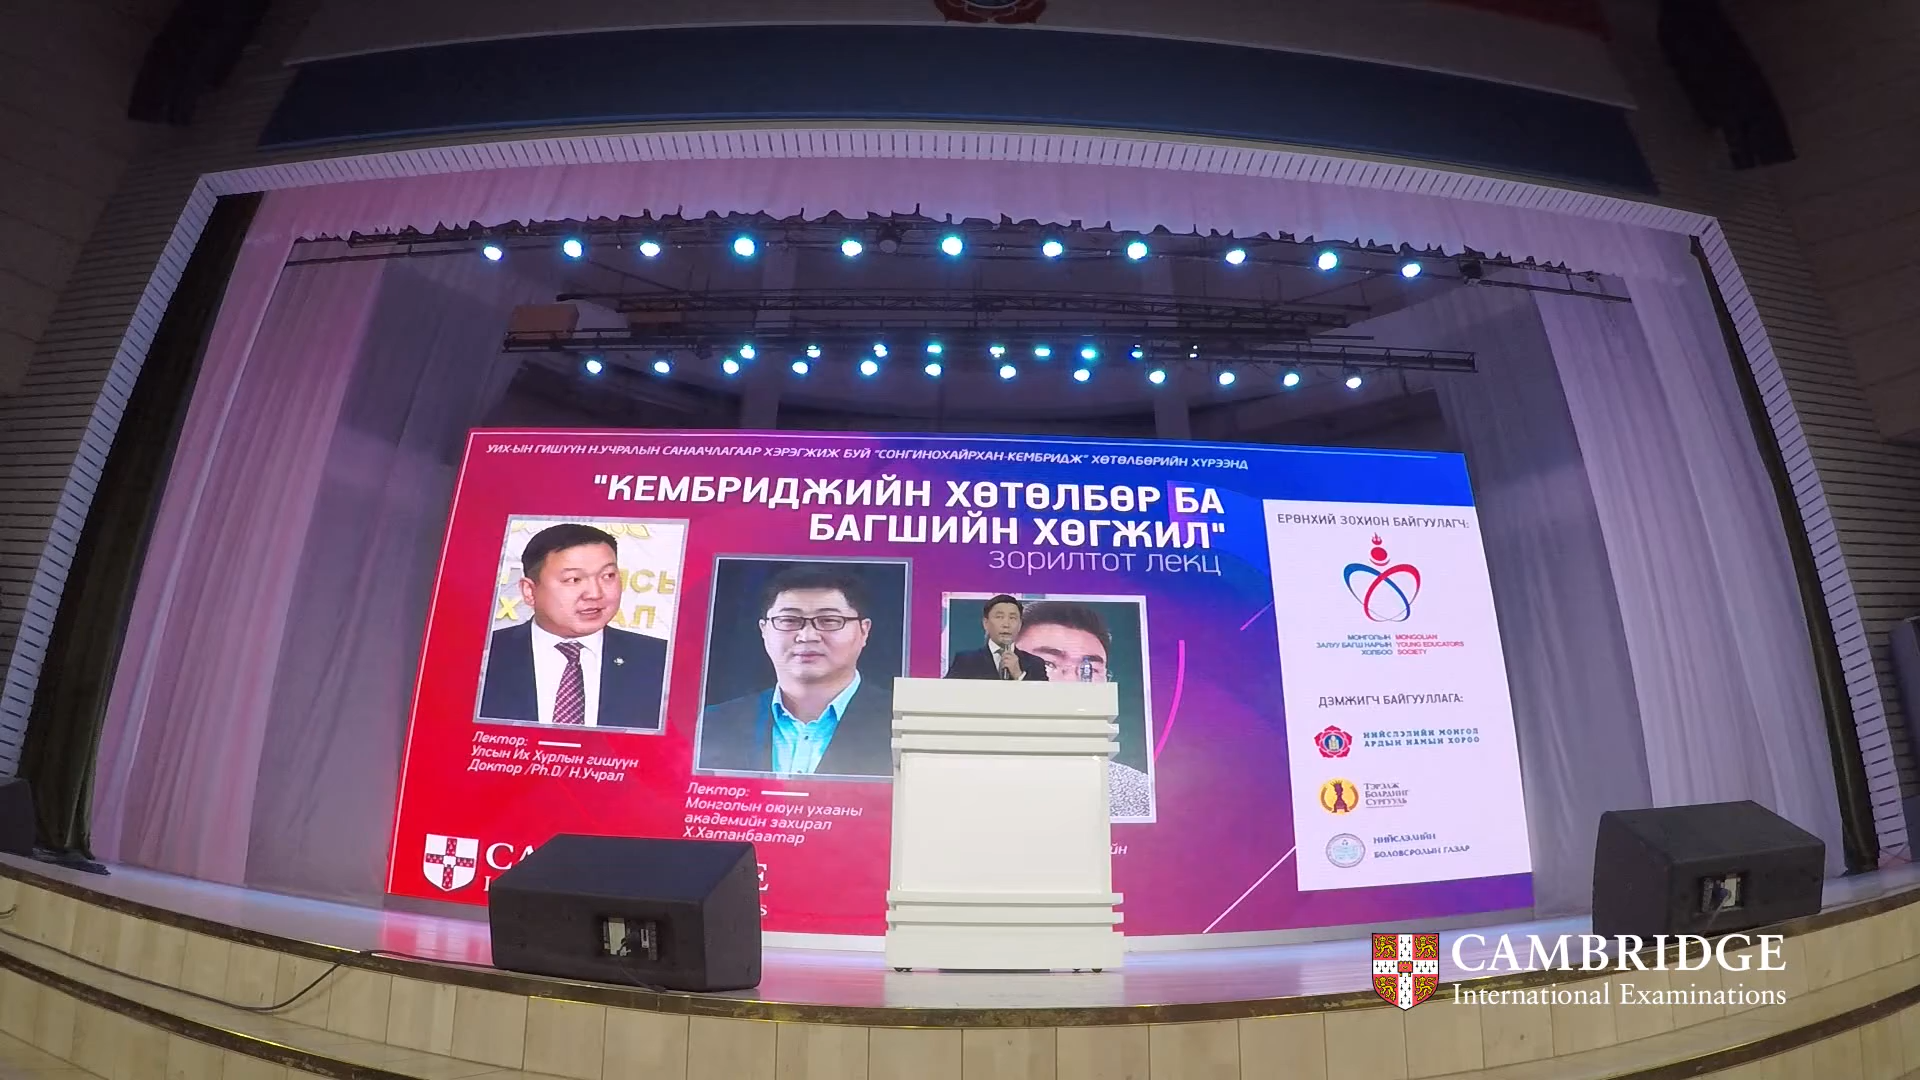 УИХ-ЫН ГИШҮҮН Н.УЧРАЛЫН САНААЧЛАГААР ХЭРЭГЖИЖ БУЙ "СОНГИНОХАЙРХАН-КЕМБРИДЖ" ХӨТӨЛБӨРИЙН ХҮРЭЭНД
"КЕМБРИДЖИЙН ХӨТӨЛБӨР БА
БАГШИЙН ХӨГЖИЛ"
зорилтот лекц
Лектор:
Улсын Их Хурлын гишүүн
Доктор /Ph.D/ Н.Учрал
Лектор:
Монголын оюун ухааны
академийн захирал
Х.Хатанбаатар
ЕРӨНХИЙ ЗОХИОН БАЙГУУЛАГЧ:
МОНГОЛЫН MONGOLIAN
ЗАЛУУ БАГШ НАРЫН YOUNG EDUCATORS
ХОЛБОО SOCIETY
ДЭМЖИГЧ БАЙГУУЛЛАГА:
НИЙСЛЭЛИЙН МОНГОЛ
АРДЫН НАМЫН ХОРОО
ТЭРЭЛЖ
БОАРДИНГ
СУРГУУЛЬ
НИЙСЛЭЛИЙН
БОЛОВСРОЛЫН ГАЗАР
CAMBRIDGE
International Examinations